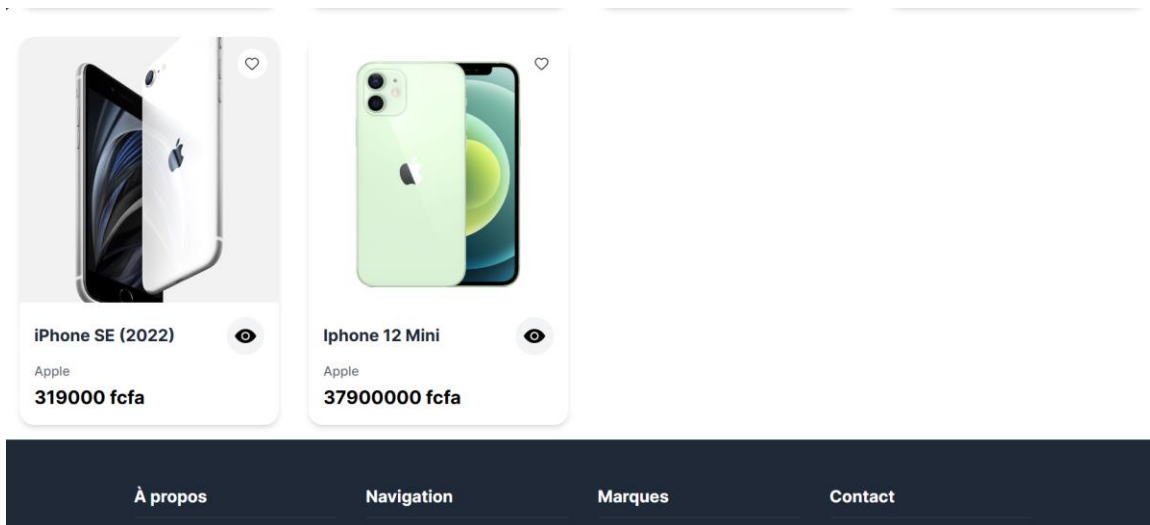 iPhone SE (2022)
Apple
319000 fcfa
Iphone 12 Mini
Apple
37900000 fcfa
À propos
Navigation
Marques
Contact